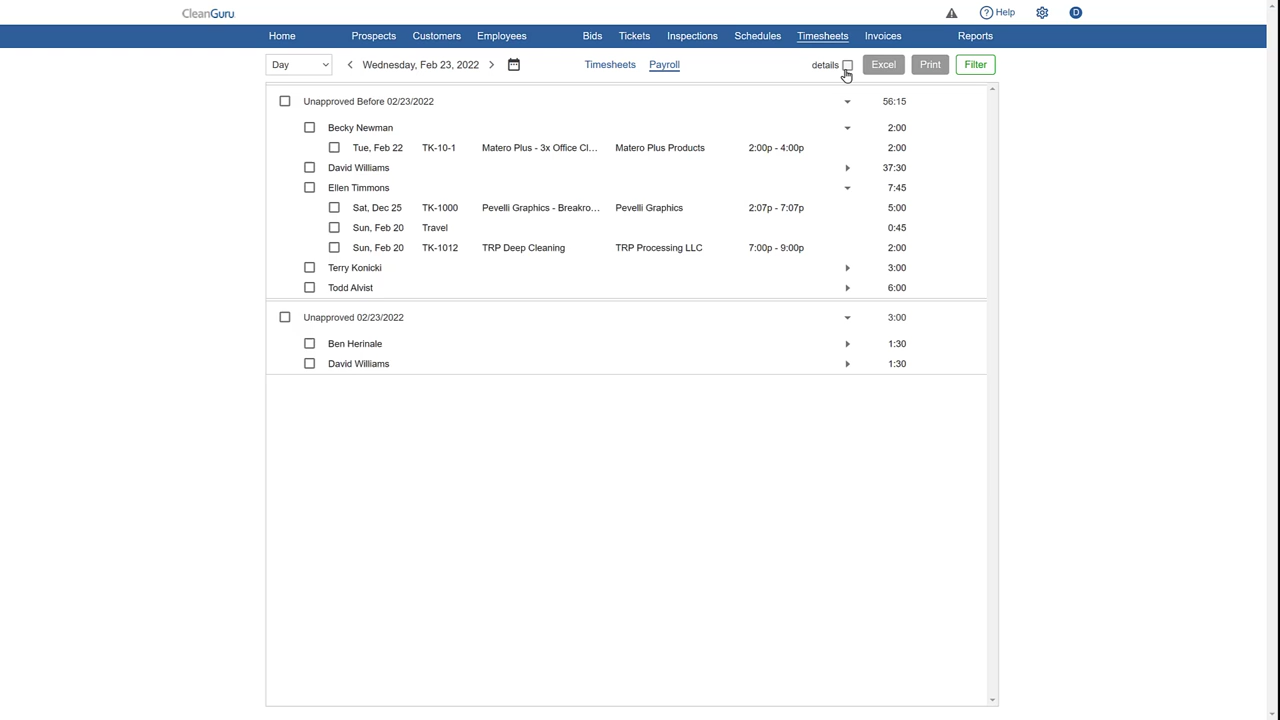 CleanGuru Help D
Home Prospects Customers Employees Bids Tickets Inspections Schedules Timesheets Invoices Reports
Day Wednesday, Feb 23, 2022 Timesheets Payroll details Excel Print Filter
Unapproved Before 02/23/2022 56:15
Becky Newman 2:00
Tue, Feb 22 TK-10-1 Matero Plus - 3x Office Cl... Matero Plus Products 2:00p - 4:00p 2:00
David Williams 37:30
Ellen Timmons 7:45
Sat, Dec 25 TK-1000 Pevelli Graphics - Breakro... Pevelli Graphics 2:07p - 7:07p 5:00
Sun, Feb 20 Travel 0:45
Sun, Feb 20 TK-1012 TRP Deep Cleaning TRP Processing LLC 7:00p - 9:00p 2:00
Terry Konicki 3:00
Todd Alvist 6:00
Unapproved 02/23/2022 3:00
Ben Herinale 1:30
David Williams 1:30